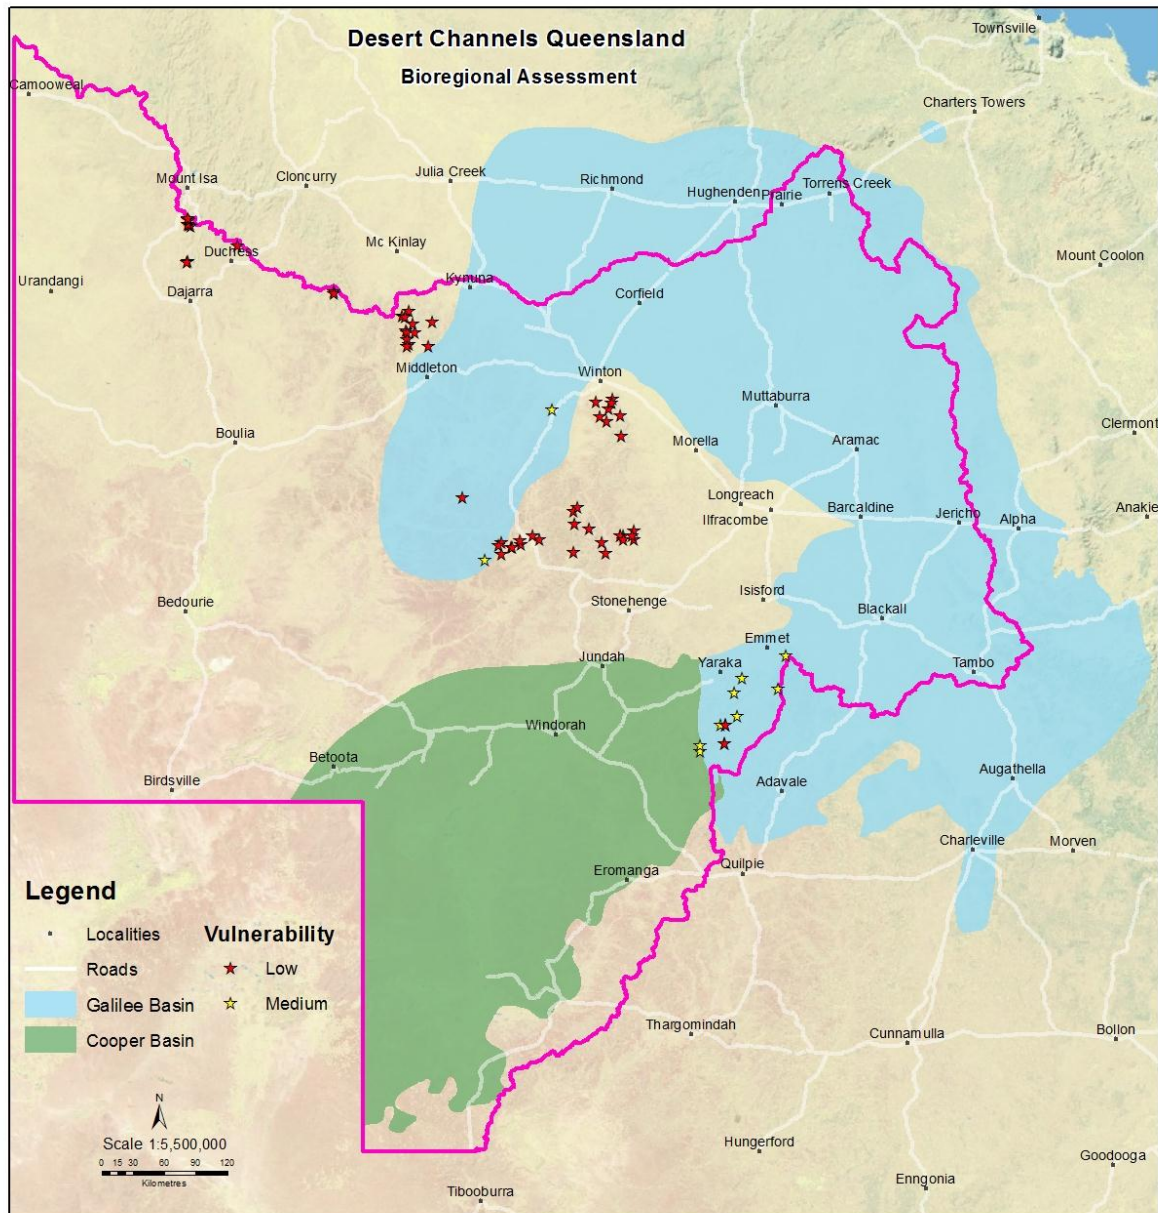 Desert Channels Queensland
Bioregional Assessment
Townsville
Camooweal
Charters Towers
Mount Isa
Cloncurry
Julia Creek
Richmond
Hughenden
Prairie
Torrens Creek
Mc Kinlay
Duchess
Mount Coolon
Urandangi
Dajarra
Kynuna
Corfield
Middleton
Winton
Muttaburra
Boulia
Morella
Aramac
Clermont
Longreach
Ilfracombe
Barcaldine
Jericho
Alpha
Anakie
Bedourie
Stonehenge
Isisford
Blackall
Emmet
Jundah
Yaraka
Tambo
Windorah
Betoota
Birdsville
Adavale
Augathella
Charleville
Morven
Eromanga
Quilpie
Legend
Localities
Roads
Galilee Basin
Cooper Basin
Vulnerability
Low
Medium
Thargomindah
Cunnamulla
Bollon
N
Scale 1:5,500,000
0 15 30 60 90 120
Kilometres
Hungerford
Goodooga
Enngonia
Tibooburra